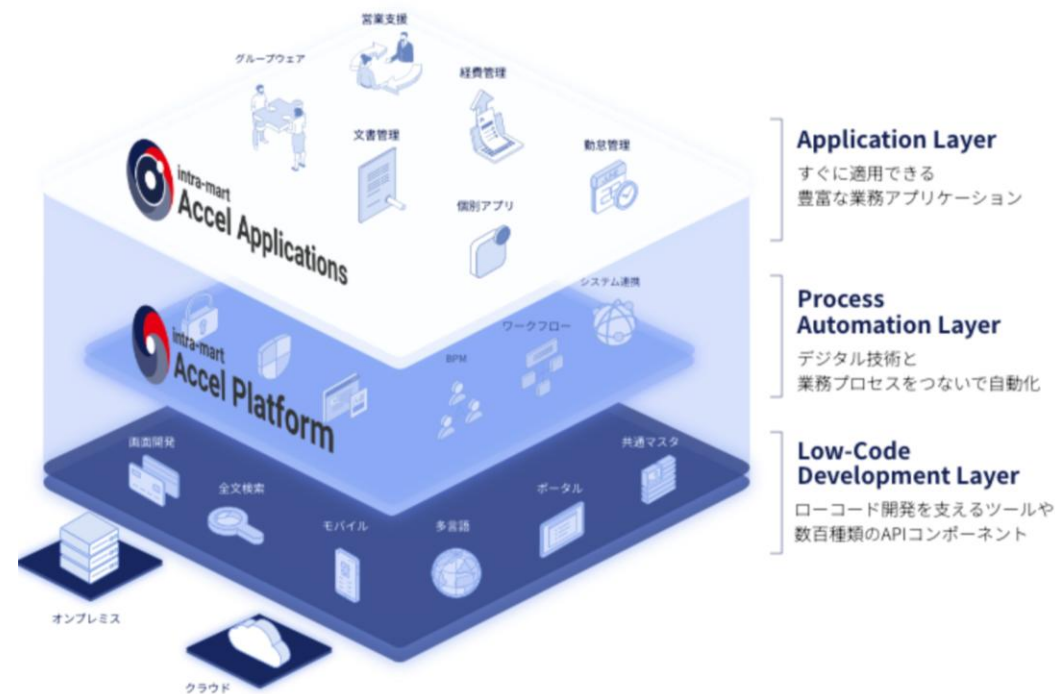 営業支援
グループウェア
経費管理
文書管理
勤怠管理
個別アプリ
intra-mart
Accel Applications
Application Layer
すぐに適用できる
豊富な業務アプリケーション
システム連携
ワークフロー
BPM
intra-mart
Accel Platform
Process
Automation Layer
デジタル技術と
業務プロセスをつないで自動化
画面開発
全文検索
モバイル
多言語
ポータル
共通マスタ
Low-Code
Development Layer
ローコード開発を支えるツールや
数百種類のAPIコンポーネント
オンプレミス
クラウド